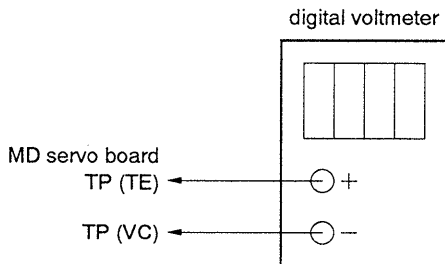 digital voltmeter
MD servo board
TP (TE)
+
TP (VC)
−